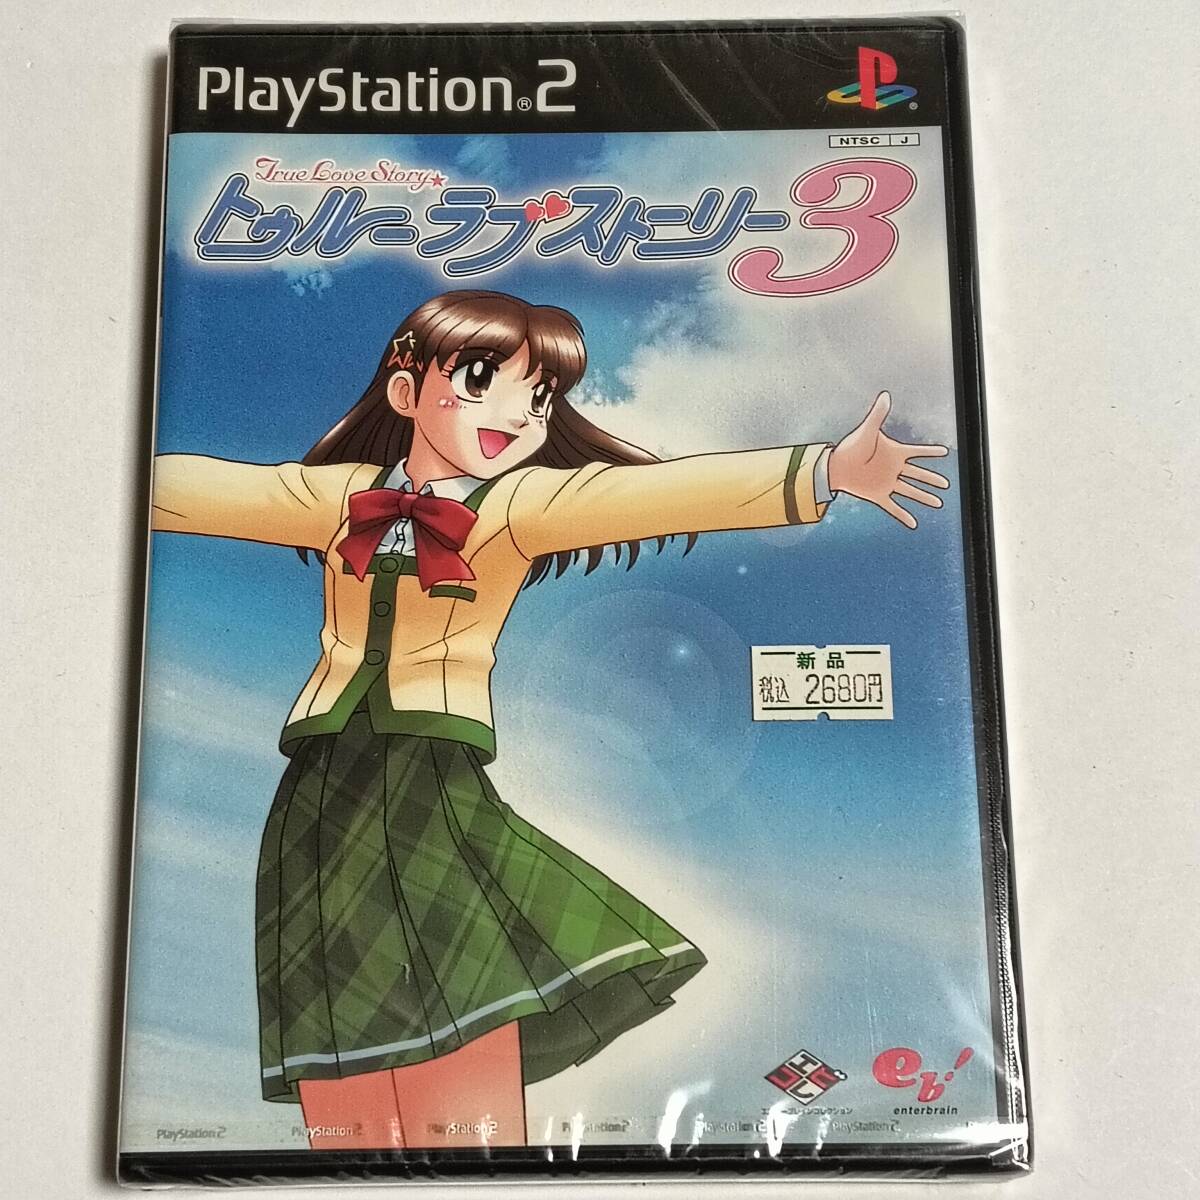 PlayStation®2
NTSC J
True Love Story
トゥルーラブストーリー3
新品
税込 2680円
eb!
enterbrain
PlayStation2 PlayStation2 PlayStation2 PlayStation2 PlayStation2 PlayStation2